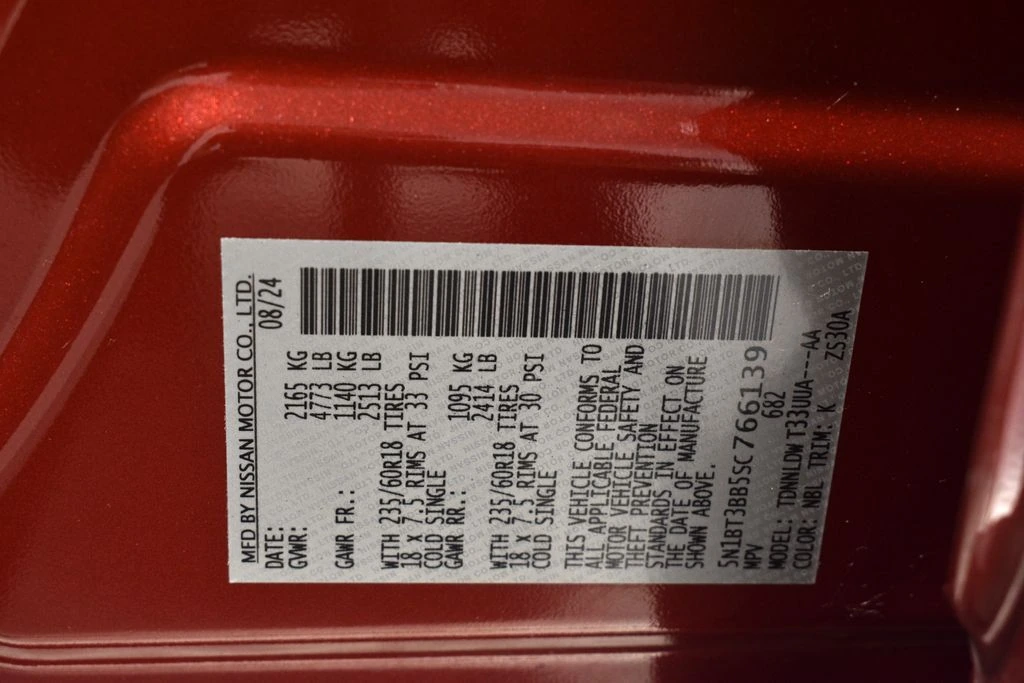 MFD BY NISSAN MOTOR CO., LTD.
DATE: 08/24
GVWR: 2165 KG
4773 LB
GAWR FR.: 1140 KG
2513 LB
WITH 235/60R18 TIRES
18 X 7.5 RIMS AT 33 PSI
COLD SINGLE
GAWR RR.: 1095 KG
2414 LB
WITH 235/60R18 TIRES
18 X 7.5 RIMS AT 30 PSI
COLD SINGLE
THIS VEHICLE CONFORMS TO
ALL APPLICABLE FEDERAL
MOTOR VEHICLE SAFETY AND
THEFT PREVENTION
STANDARDS IN EFFECT ON
THE DATE OF MANUFACTURE
SHOWN ABOVE.
5N1BT3BB5SC766139
MPV 682
MODEL: TDNNLDW T33UUA---AA
COLOR: NBL TRIM: K ZS30A